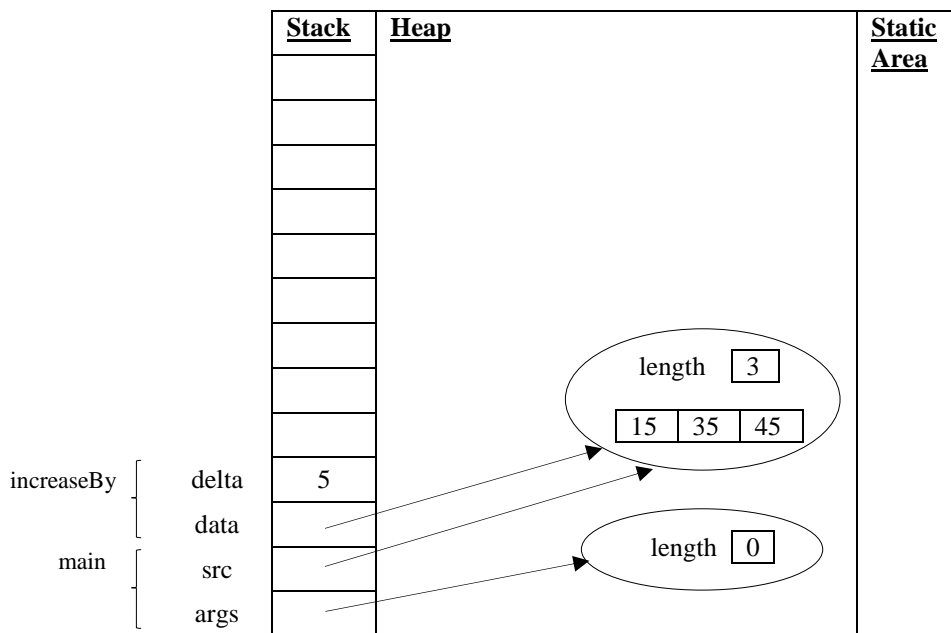 Stack Heap Static
Area
length 3
15 35 45
increaseBy delta 5
data
length 0
main src
args